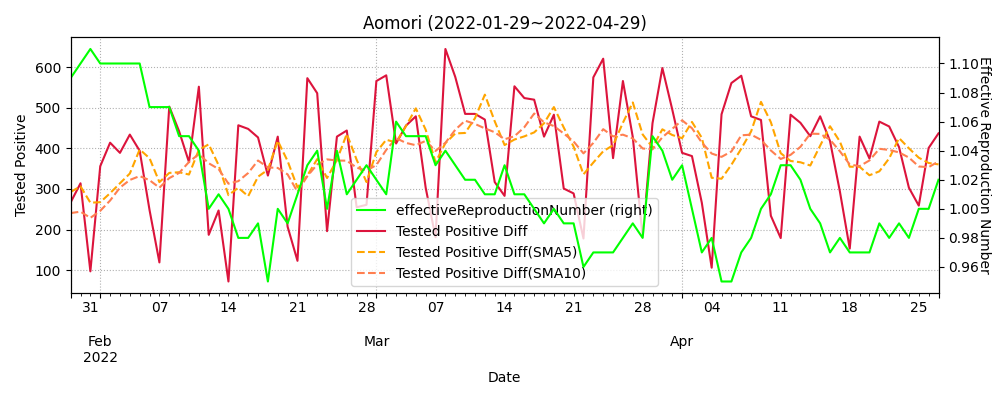 Aomori (2022-01-29~2022-04-29)
Tested Positive
600
500
400
300
200
100
1.10
1.08
1.06
1.04
1.02
1.00
0.98
0.96
Effective Reproduction Number
effectiveReproductionNumber (right)
Tested Positive Diff
Tested Positive Diff(SMA5)
Tested Positive Diff(SMA10)
31 07 14 21 28 07 14 21 28 04 11 18 25
Feb Mar Apr
2022
Date